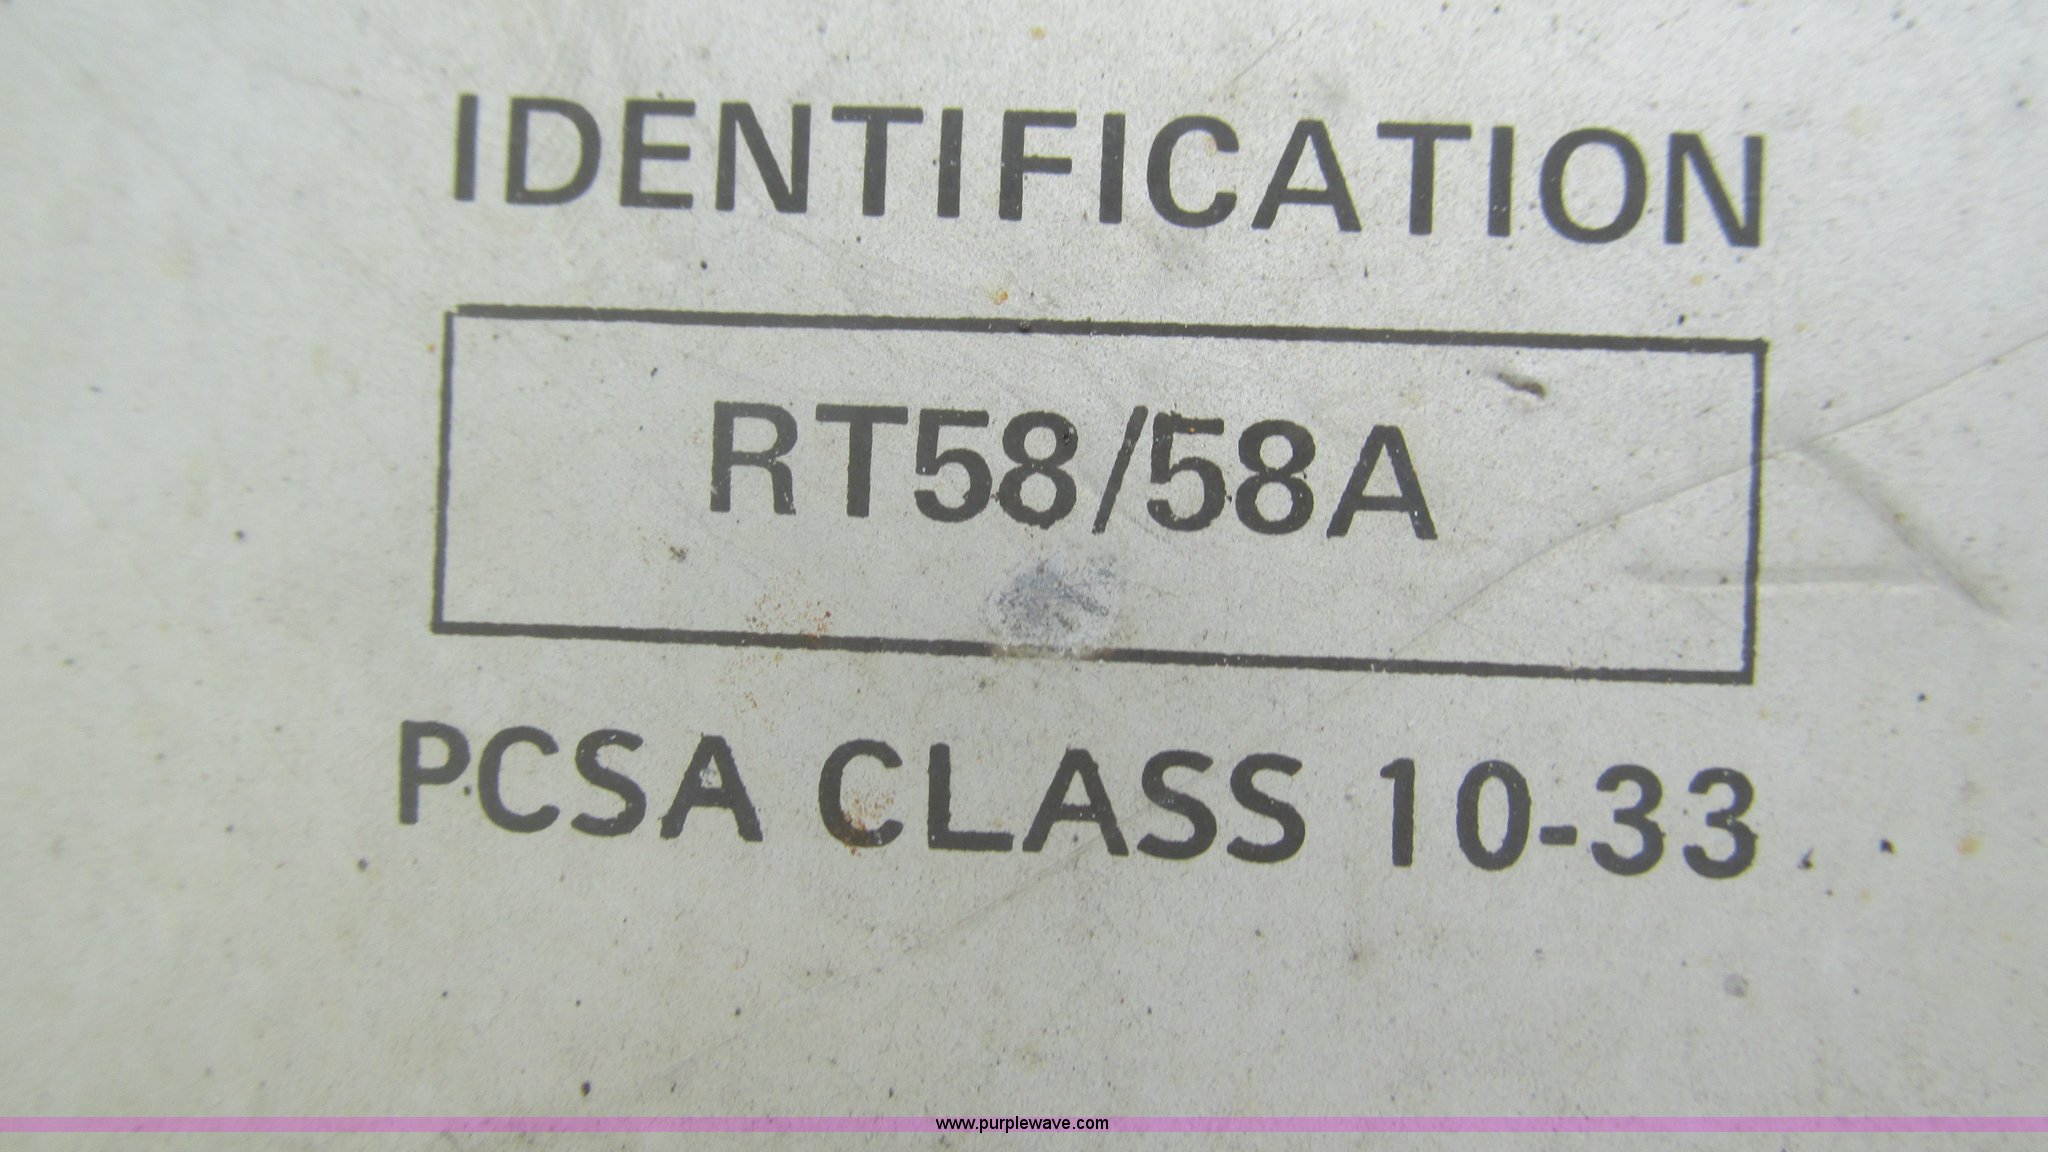 IDENTIFICATION
RT58/58A
PCSA CLASS 10-33
www.purplewave.com